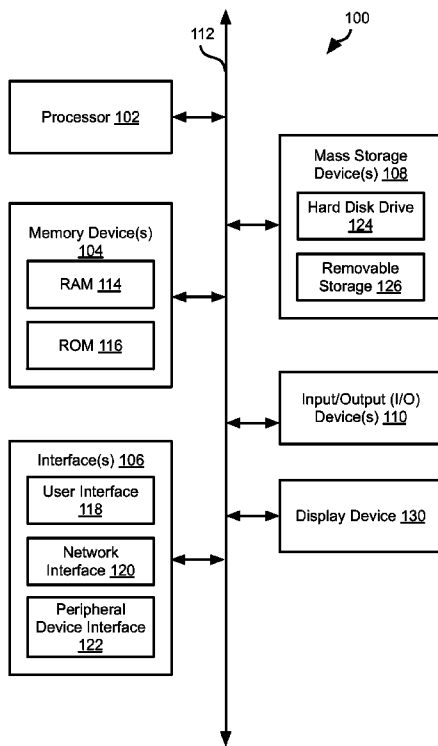 112
100
Processor 102
Memory Device(s)
104
RAM 114
ROM 116
Interface(s) 106
User Interface
118
Network
Interface 120
Peripheral
Device Interface
122
Mass Storage
Device(s) 108
Hard Disk Drive
124
Removable
Storage 126
Input/Output (I/O)
Device(s) 110
Display Device 130